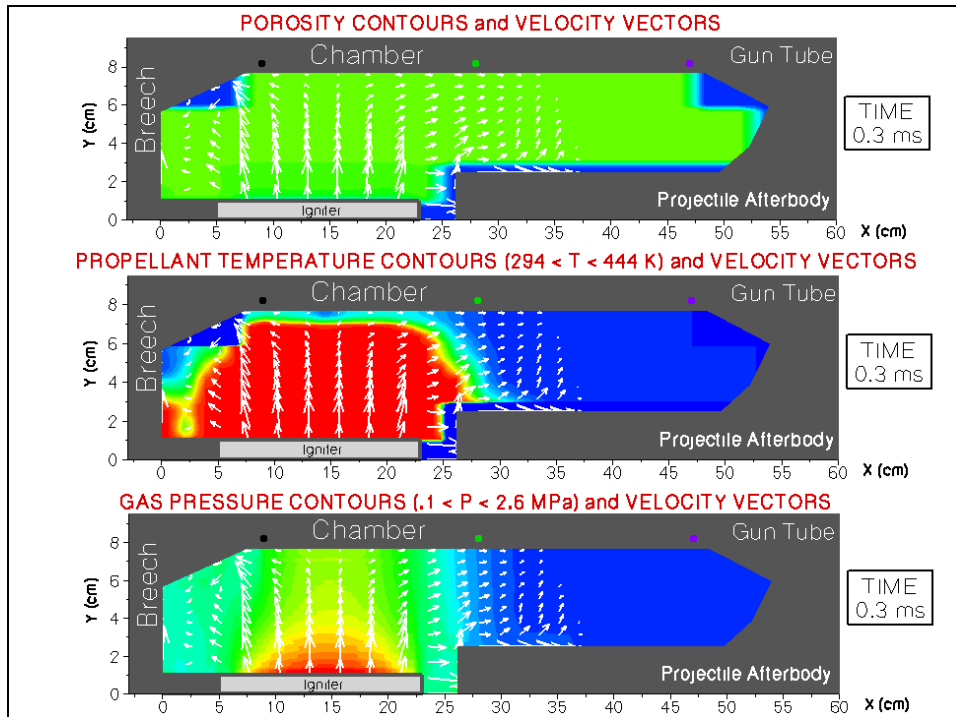 POROSITY CONTOURS and VELOCITY VECTORS
Chamber
Gun Tube
Breech
Y (cm)
8
6
4
2
0
Igniter
Projectile Afterbody
0 5 10 15 20 25 30 35 40 45 50 55 60
X (cm)
TIME
0.3 ms
PROPELLANT TEMPERATURE CONTOURS (294 < T < 444 K) and VELOCITY VECTORS
Chamber
Gun Tube
Breech
Y (cm)
8
6
4
2
0
Igniter
Projectile Afterbody
0 5 10 15 20 25 30 35 40 45 50 55 60
X (cm)
TIME
0.3 ms
GAS PRESSURE CONTOURS (.1 < P < 2.6 MPa) and VELOCITY VECTORS
Chamber
Gun Tube
Breech
Y (cm)
8
6
4
2
0
Igniter
Projectile Afterbody
0 5 10 15 20 25 30 35 40 45 50 55 60
X (cm)
TIME
0.3 ms